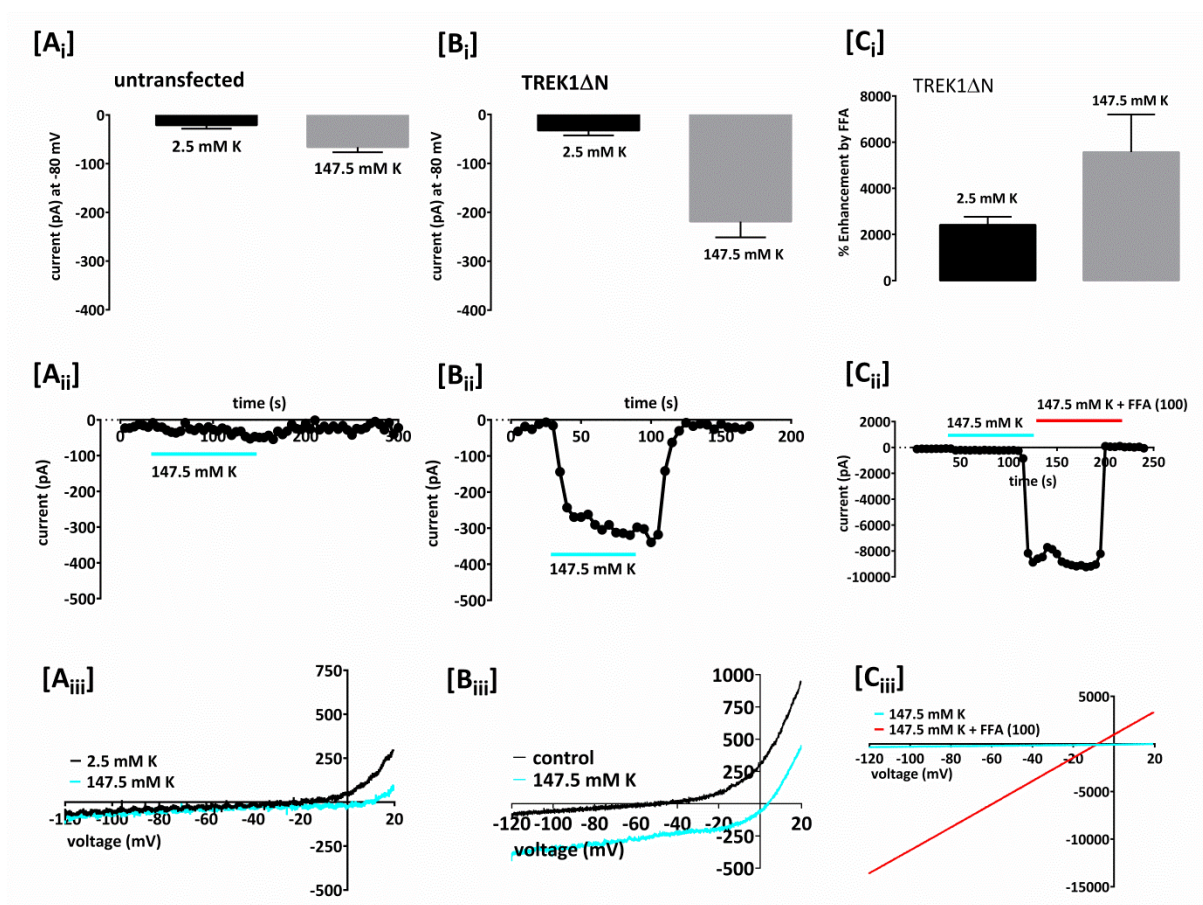 [Ai]
untransfected
0
-100
-200
-300
-400
current (pA) at -80 mV
2.5 mM K
147.5 mM K
[Bi]
TREK1ΔN
0
-100
-200
-300
-400
current (pA) at -80 mV
2.5 mM K
147.5 mM K
[Ci]
TREK1ΔN
8000
6000
4000
2000
0
% Enhancement by FFA
2.5 mM K
147.5 mM K
[Aii]
time (s)
0
-100
-200
-300
-400
-500
current (pA)
0 100 200 300
147.5 mM K
[Bii]
time (s)
0
-100
-200
-300
-400
-500
current (pA)
0 50 100 150 200
147.5 mM K
[Cii]
147.5 mM K + FFA (100)
147.5 mM K
2000
0
-2000
-4000
-6000
-8000
-10000
current (pA)
50 100 150 200 250
time (s)
[Aiii]
750
500
250
-250
-500
2.5 mM K
147.5 mM K
-120 -100 -80 -60 -40 -20 0 20
voltage (mV)
[Biii]
1000
750
500
250
-250
-500
control
147.5 mM K
-120 -100 -80 -60 -40 -20 0 20
voltage (mV)
[Ciii]
147.5 mM K
147.5 mM K + FFA (100)
5000
-5000
-10000
-15000
-120 -100 -80 -60 -40 -20 20
voltage (mV)